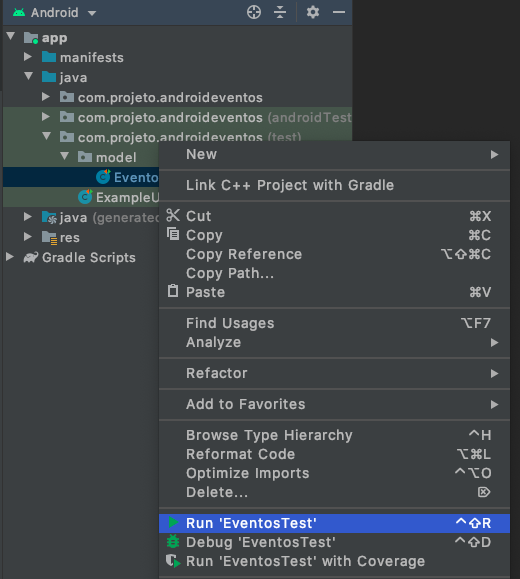 Android
app
manifests
java
com.projeto.androideventos
com.projeto.androideventos (androidTest
com.projeto.androideventos (test)
model
Evento
ExampleU
java (generated
res
Gradle Scripts
New
Link C++ Project with Gradle
Cut ⌘X
Copy ⌘C
Copy Reference ⌥⇧⌘C
Copy Path...
Paste ⌘V
Find Usages ⌥F7
Analyze
Refactor
Add to Favorites
Browse Type Hierarchy ^H
Reformat Code ⌥⌘L
Optimize Imports ^⌥O
Delete... ⌦
Run 'EventosTest' ^⇧R
Debug 'EventosTest' ^⇧D
Run 'EventosTest' with Coverage